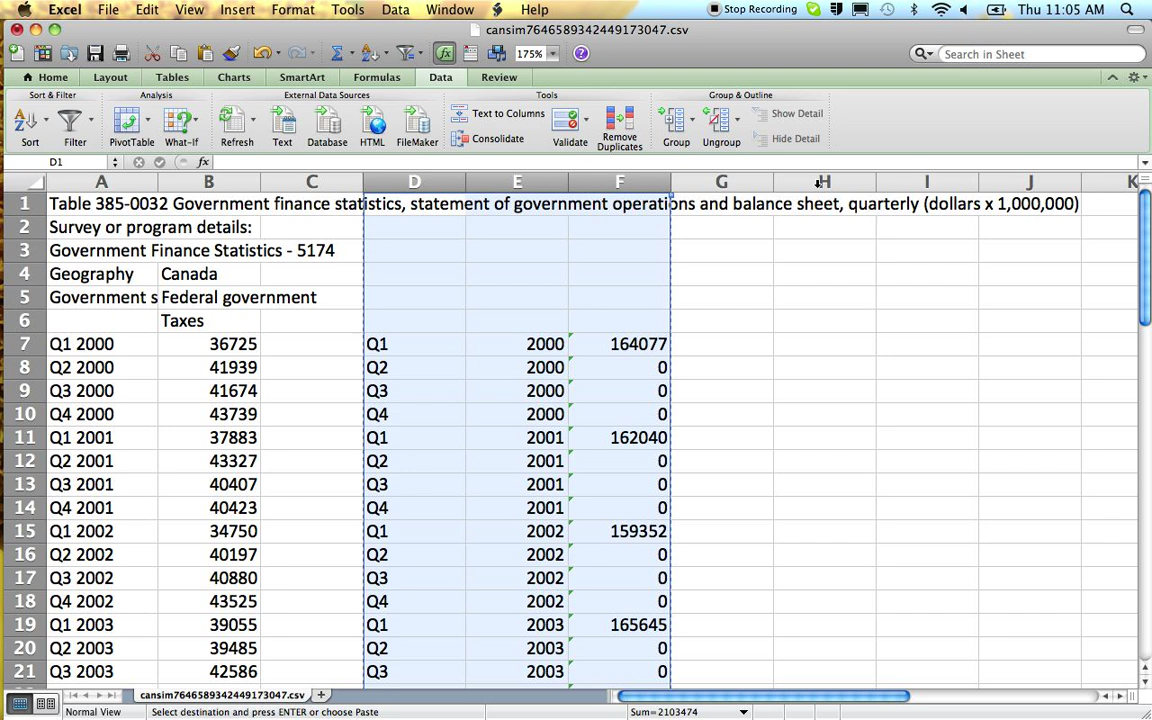 Excel File Edit View Insert Format Tools Data Window Help Stop Recording Thu 11:05 AM
cansim7646589342449173047.csv
175% Search in Sheet
Home Layout Tables Charts SmartArt Formulas Data Review
Sort & Filter Analysis External Data Sources Tools Group & Outline
Sort Filter PivotTable What-If Refresh Text Database HTML FileMaker Text to Columns Consolidate Validate Remove Duplicates Group Ungroup Show Detail Hide Detail
D1 fx
A B C D E F G H I J K
1 Table 385-0032 Government finance statistics, statement of government operations and balance sheet, quarterly (dollars x 1,000,000)
2 Survey or program details:
3 Government Finance Statistics - 5174
4 Geography Canada
5 Government s Federal government
6 Taxes
7 Q1 2000 36725 Q1 2000 164077
8 Q2 2000 41939 Q2 2000 0
9 Q3 2000 41674 Q3 2000 0
10 Q4 2000 43739 Q4 2000 0
11 Q1 2001 37883 Q1 2001 162040
12 Q2 2001 43327 Q2 2001 0
13 Q3 2001 40407 Q3 2001 0
14 Q4 2001 40423 Q4 2001 0
15 Q1 2002 34750 Q1 2002 159352
16 Q2 2002 40197 Q2 2002 0
17 Q3 2002 40880 Q3 2002 0
18 Q4 2002 43525 Q4 2002 0
19 Q1 2003 39055 Q1 2003 165645
20 Q2 2003 39485 Q2 2003 0
21 Q3 2003 42586 Q3 2003 0
cansim7646589342449173047.csv
Normal View Select destination and press ENTER or choose Paste Sum=2103474